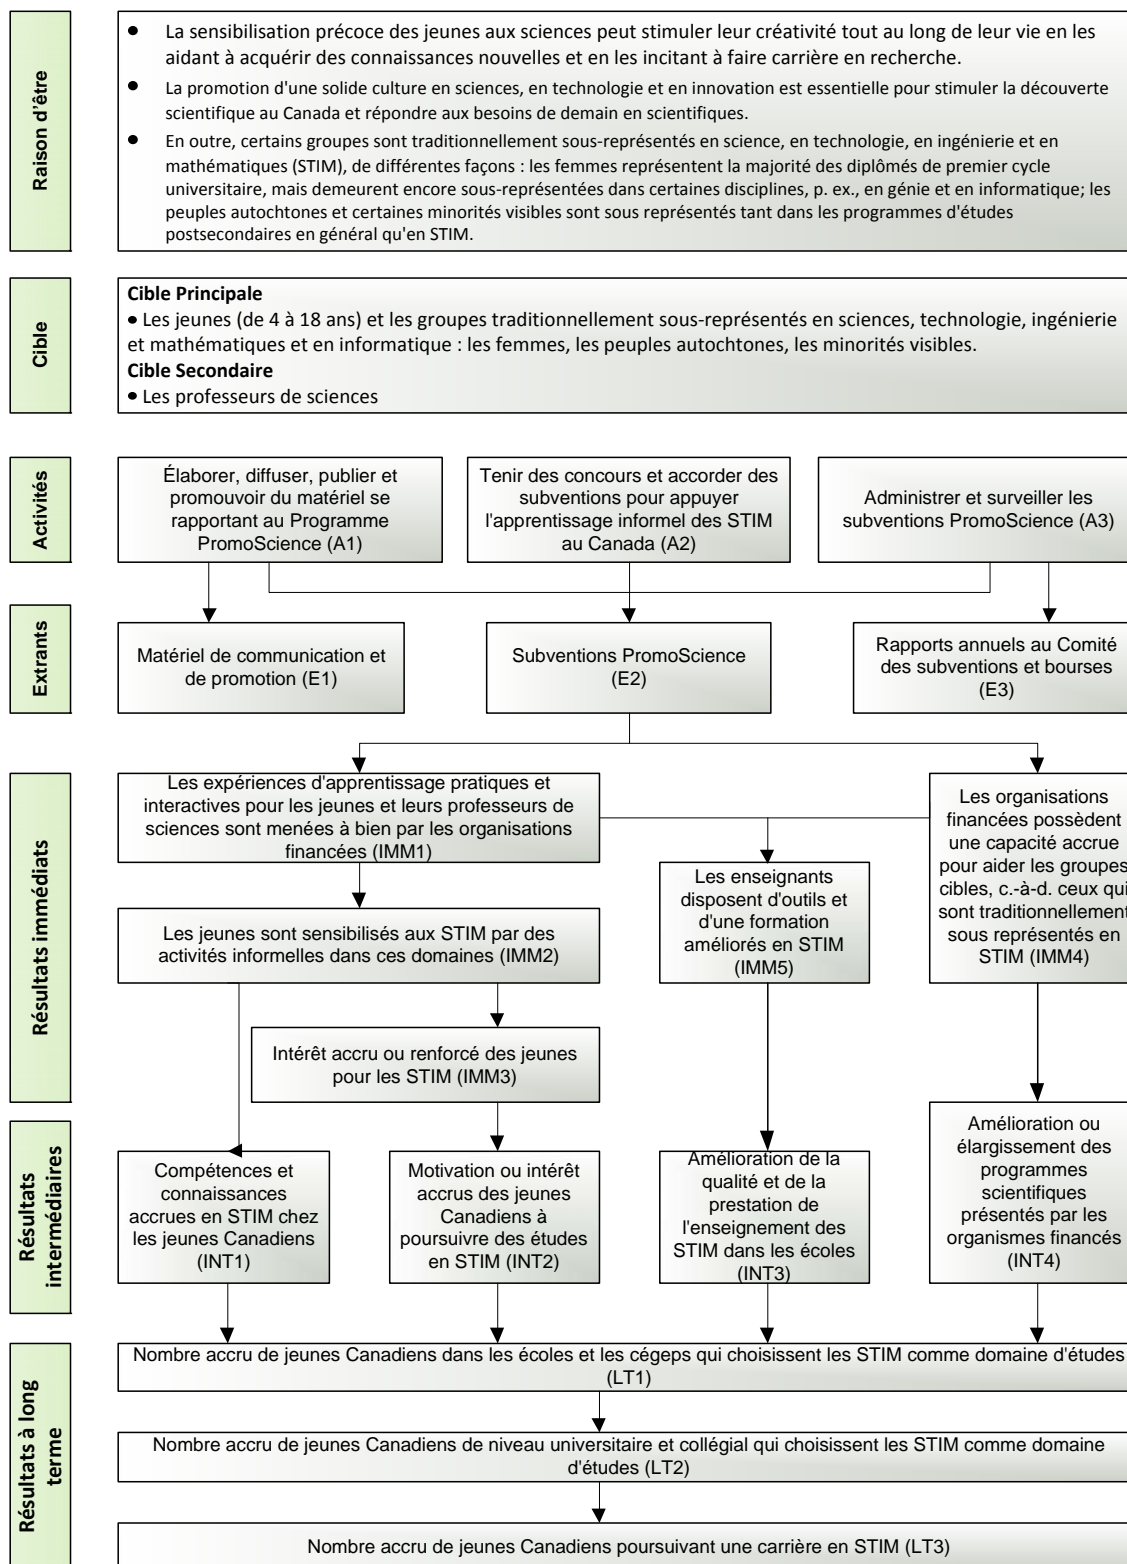 Raison d'être
• La sensibilisation précoce des jeunes aux sciences peut stimuler leur créativité tout au long de leur vie en les
aidant à acquérir des connaissances nouvelles et en les incitant à faire carrière en recherche.
• La promotion d'une solide culture en sciences, en technologie et en innovation est essentielle pour stimuler la découverte
scientifique au Canada et répondre aux besoins de demain en scientifiques.
• En outre, certains groupes sont traditionnellement sous-représentés en science, en technologie, en ingénierie et en
mathématiques (STIM), de différentes façons : les femmes représentent la majorité des diplômés de premier cycle
universitaire, mais demeurent encore sous-représentées dans certaines disciplines, p. ex., en génie et en informatique; les
peuples autochtones et certaines minorités visibles sont sous représentés tant dans les programmes d'études
postsecondaires en général qu'en STIM.
Cible
Cible Principale
• Les jeunes (de 4 à 18 ans) et les groupes traditionnellement sous-représentés en sciences, technologie, ingénierie
et mathématiques et en informatique : les femmes, les peuples autochtones, les minorités visibles.
Cible Secondaire
• Les professeurs de sciences
Activités
Élaborer, diffuser, publier et
promouvoir du matériel se
rapportant au Programme
PromoScience (A1)
Tenir des concours et accorder des
subventions pour appuyer
l'apprentissage informel des STIM
au Canada (A2)
Administrer et surveiller les
subventions PromoScience (A3)
Extrants
Matériel de communication et
de promotion (E1)
Subventions PromoScience
(E2)
Rapports annuels au Comité
des subventions et bourses
(E3)
Résultats immédiats
Les expériences d'apprentissage pratiques et
interactives pour les jeunes et leurs professeurs de
sciences sont menées à bien par les organisations
financées (IMM1)
Les jeunes sont sensibilisés aux STIM par des
activités informelles dans ces domaines (IMM2)
Intérêt accru ou renforcé des jeunes
pour les STIM (IMM3)
Les enseignants
disposent d'outils et
d'une formation
améliorés en STIM
(IMM5)
Les organisations
financées possèdent
une capacité accrue
pour aider les groupes
cibles, c.-à-d. ceux qui
sont traditionnellement
sous représentés en
STIM (IMM4)
Résultats
intermédiaires
Compétences et
connaissances
accrues en STIM chez
les jeunes Canadiens
(INT1)
Motivation ou intérêt
accrus des jeunes
Canadiens à
poursuivre des études
en STIM (INT2)
Amélioration de la
qualité et de la
prestation de
l'enseignement des
STIM dans les écoles
(INT3)
Amélioration ou
élargissement des
programmes
scientifiques
présentés par les
organismes financés
(INT4)
Résultats à long
terme
Nombre accru de jeunes Canadiens dans les écoles et les cégeps qui choisissent les STIM comme domaine d'études
(LT1)
Nombre accru de jeunes Canadiens de niveau universitaire et collégial qui choisissent les STIM comme domaine
d'études (LT2)
Nombre accru de jeunes Canadiens poursuivant une carrière en STIM (LT3)